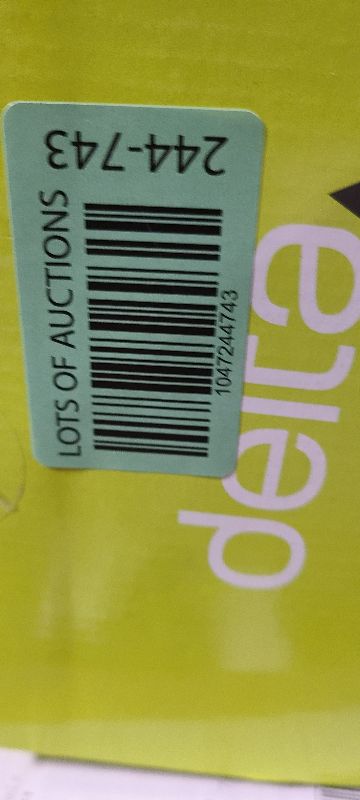 244-743
LOTS OF AUCTIONS
1047244743
delta